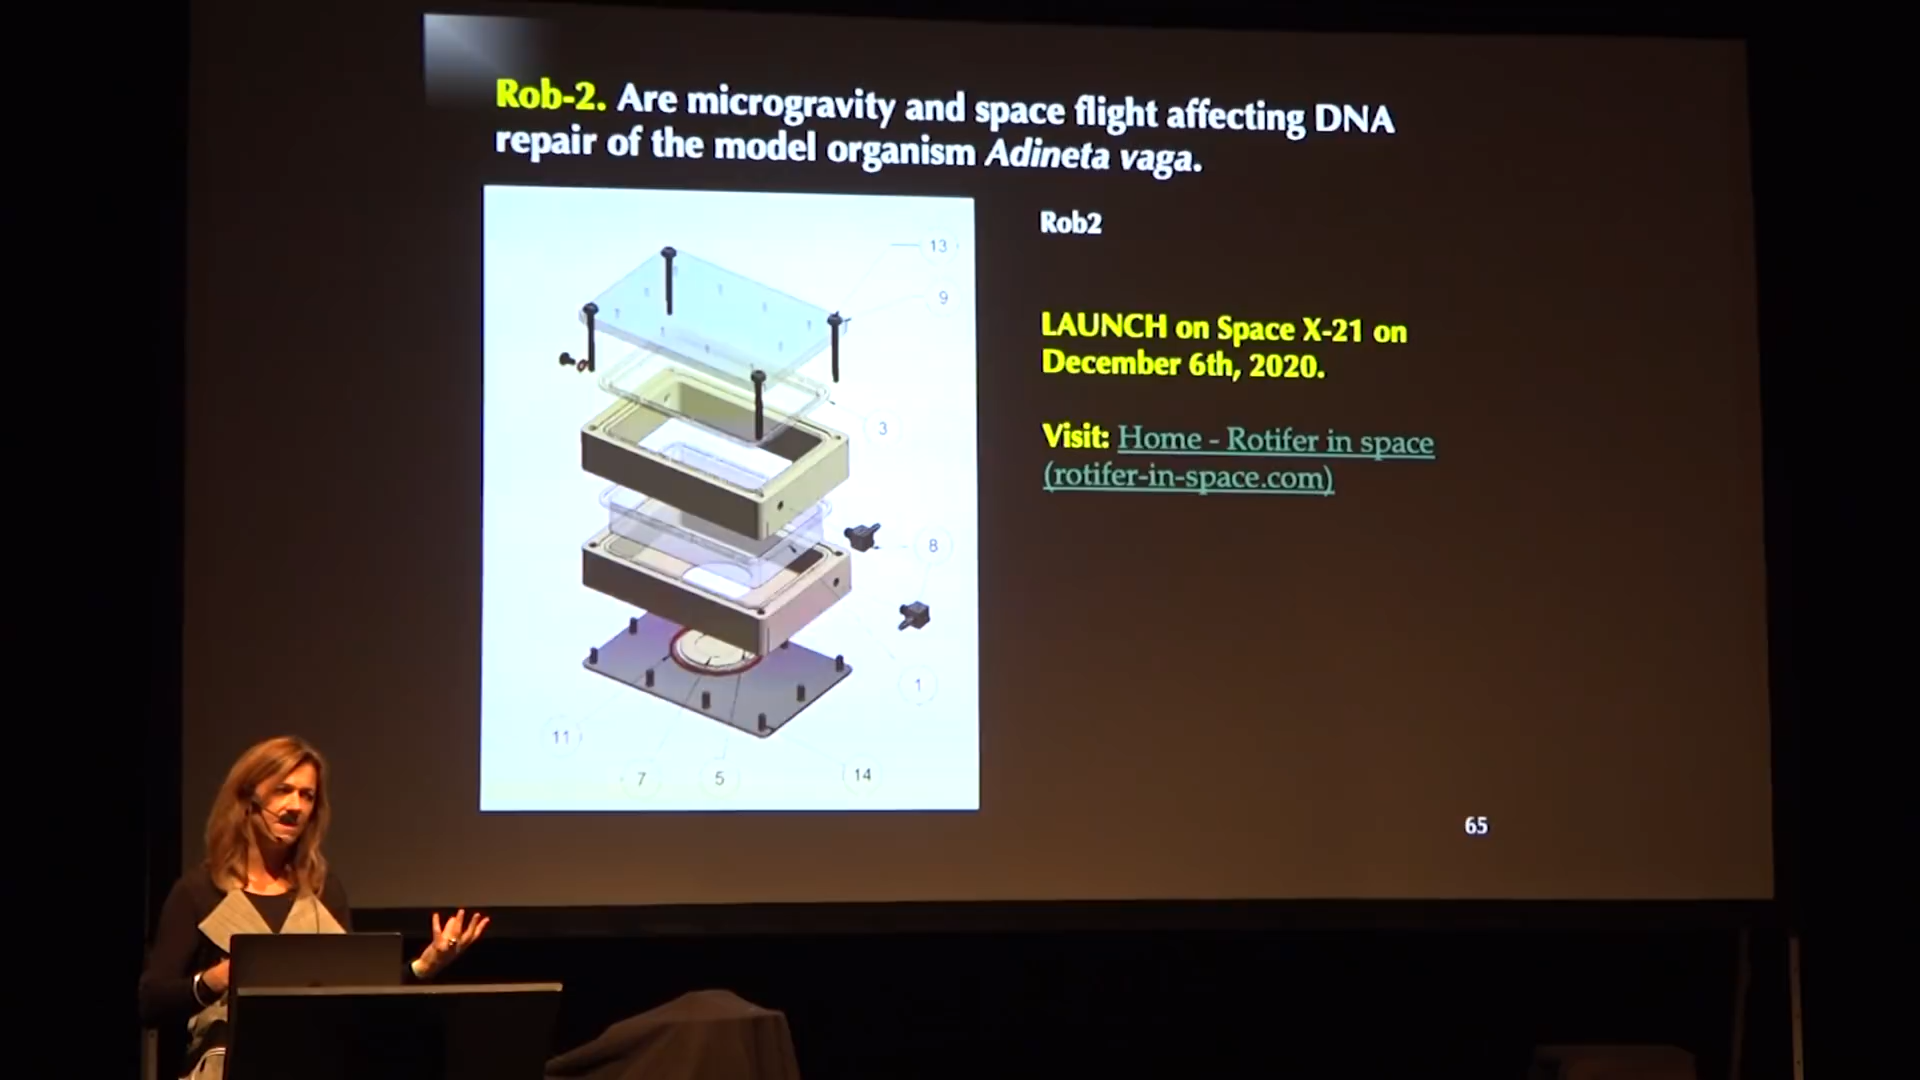 Rob-2. Are microgravity and space flight affecting DNA
repair of the model organism Adineta vaga.
Rob2
LAUNCH on Space X-21 on
December 6th, 2020.
Visit: Home - Rotifer in space
(rotifer-in-space.com)
13
9
3
8
1
11
7
5
14
65